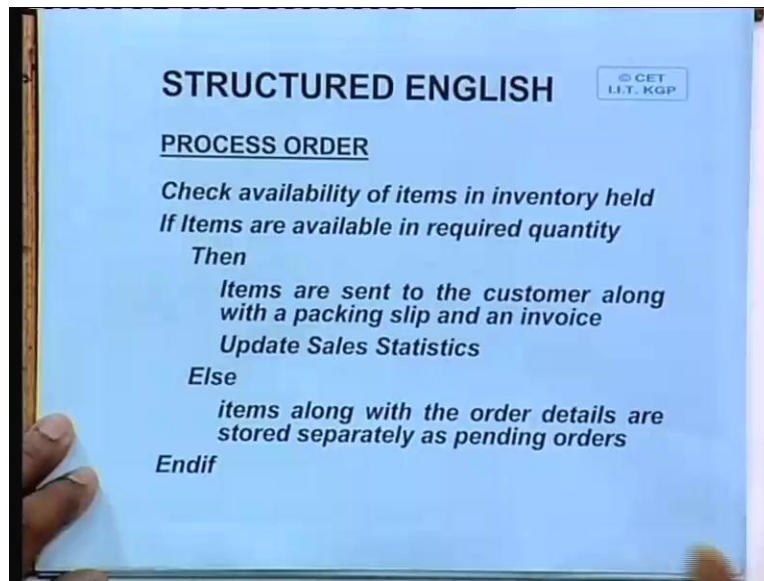 STRUCTURED ENGLISH
© CET
I.I.T. KGP
PROCESS ORDER
Check availability of items in inventory held
If Items are available in required quantity
Then
Items are sent to the customer along
with a packing slip and an invoice
Update Sales Statistics
Else
items along with the order details are
stored separately as pending orders
Endif